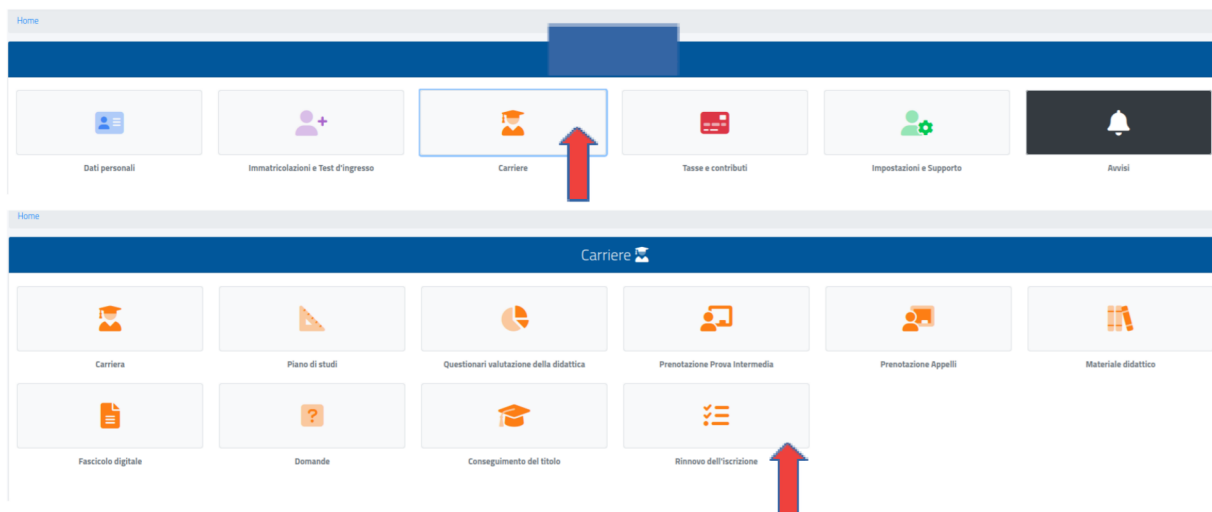 Home
Dati personali
Immatricolazioni e Test d'ingresso
Carriere
Tasse e contributi
Impostazioni e Supporto
Avvisi
Home
Carriere
Carriera
Piano di studi
Questionari valutazione della didattica
Prenotazione Prova Intermedia
Prenotazione Appelli
Materiale didattico
Fascicolo digitale
Domande
Conseguimento del titolo
Rinnovo dell'iscrizione